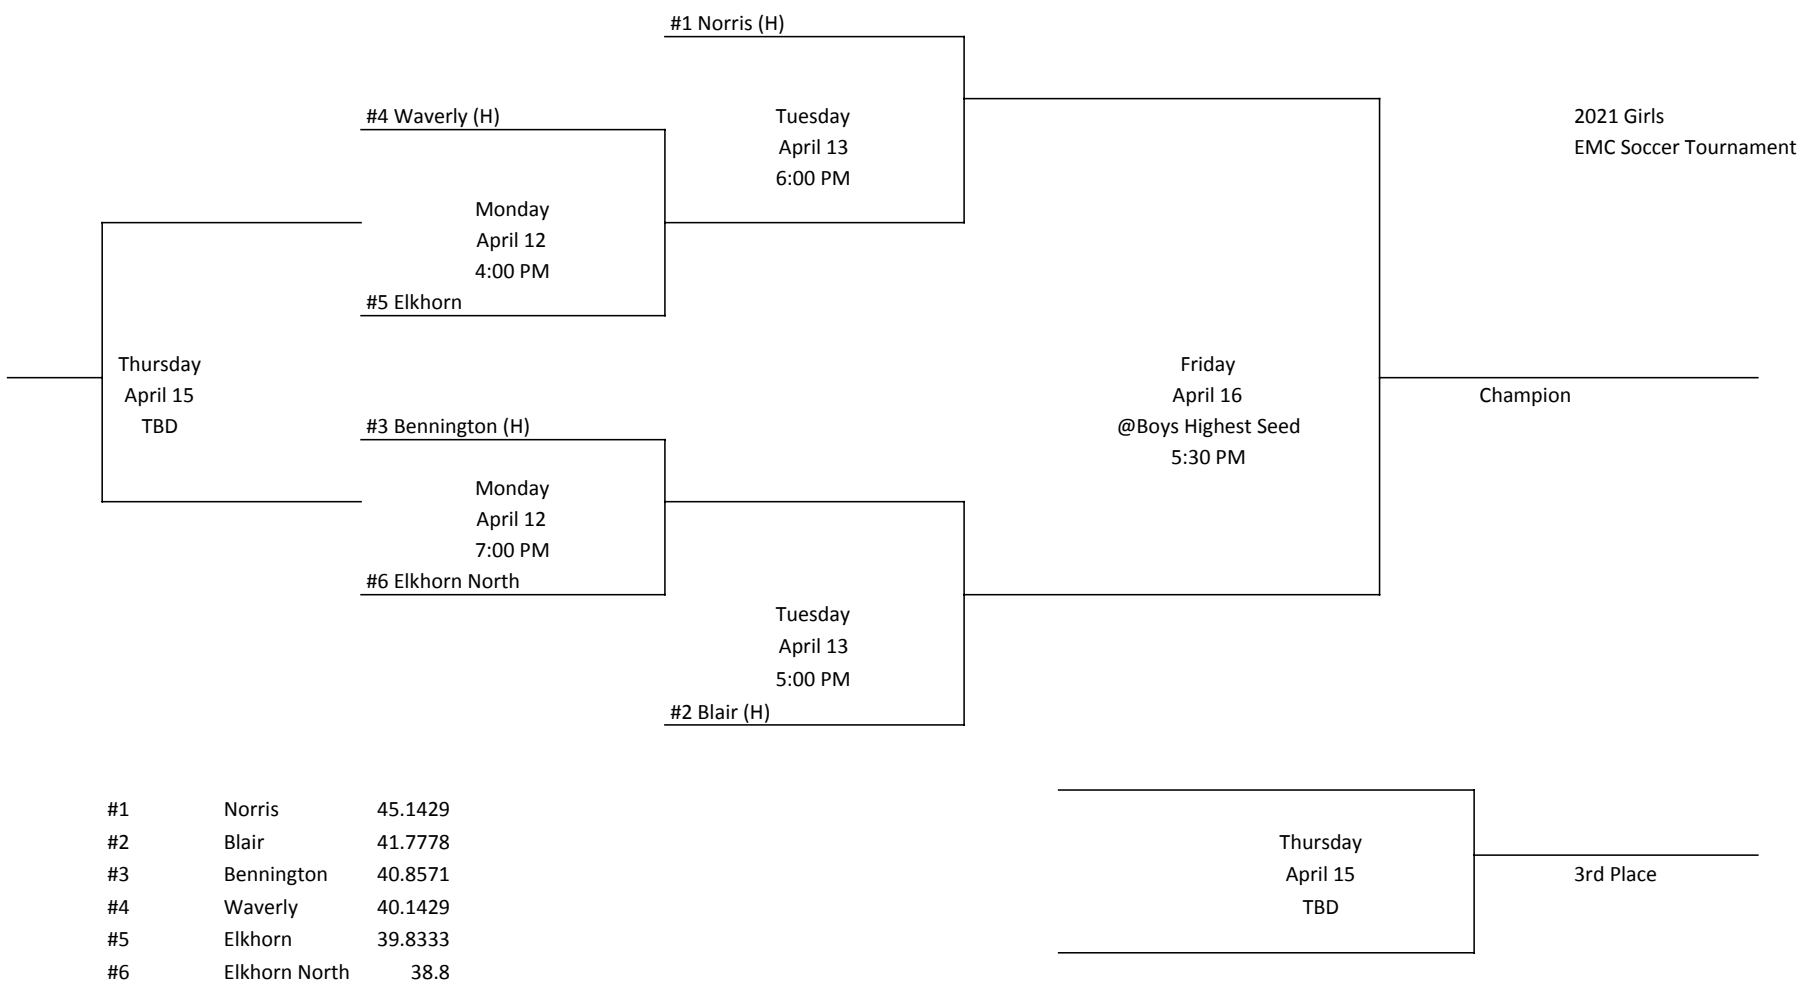 #1 Norris (H)
#4 Waverly (H)
Tuesday
April 13
6:00 PM
2021 Girls
EMC Soccer Tournament
Monday
April 12
4:00 PM
#5 Elkhorn
Thursday
April 15
TBD
Friday
April 16
@Boys Highest Seed
5:30 PM
Champion
#3 Bennington (H)
Monday
April 12
7:00 PM
#6 Elkhorn North
Tuesday
April 13
5:00 PM
#2 Blair (H)
#1 Norris 45.1429
#2 Blair 41.7778
#3 Bennington 40.8571
#4 Waverly 40.1429
#5 Elkhorn 39.8333
#6 Elkhorn North 38.8
Thursday
April 15
TBD
3rd Place